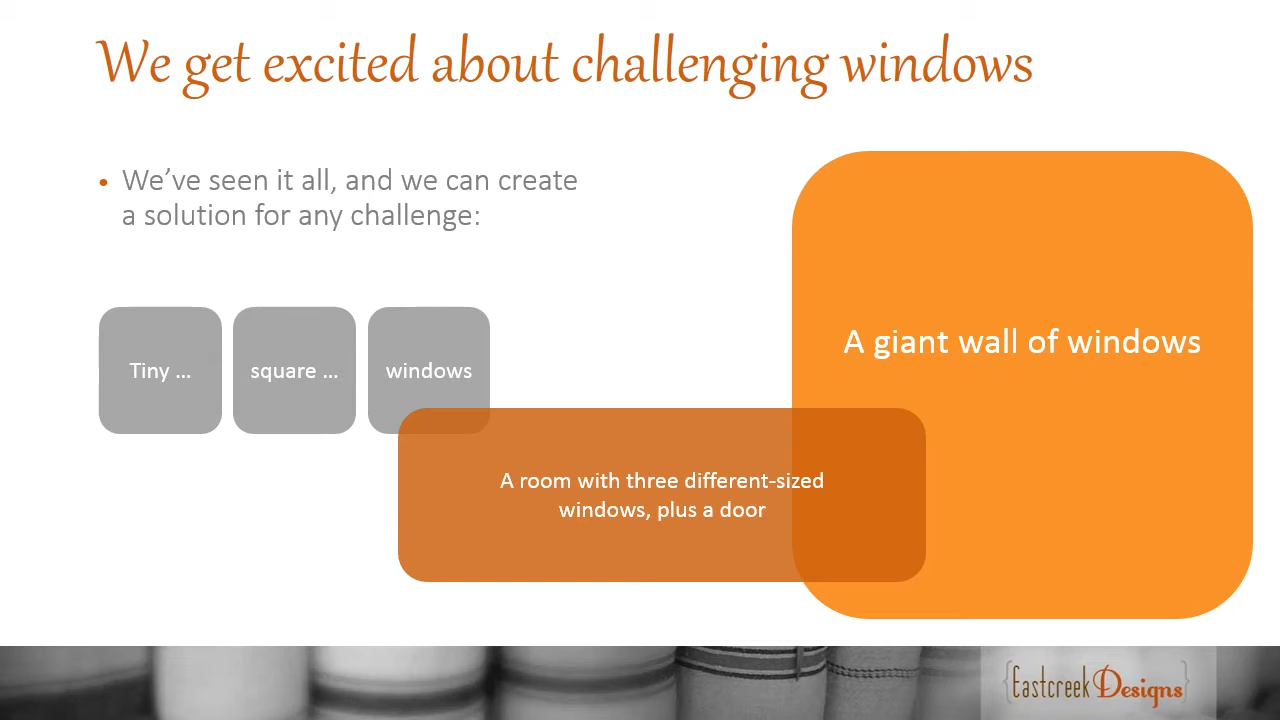 We get excited about challenging windows
• We’ve seen it all, and we can create
a solution for any challenge:
Tiny ...
square ...
windows
A giant wall of windows
A room with three different-sized
windows, plus a door
{Eastcreek Designs}